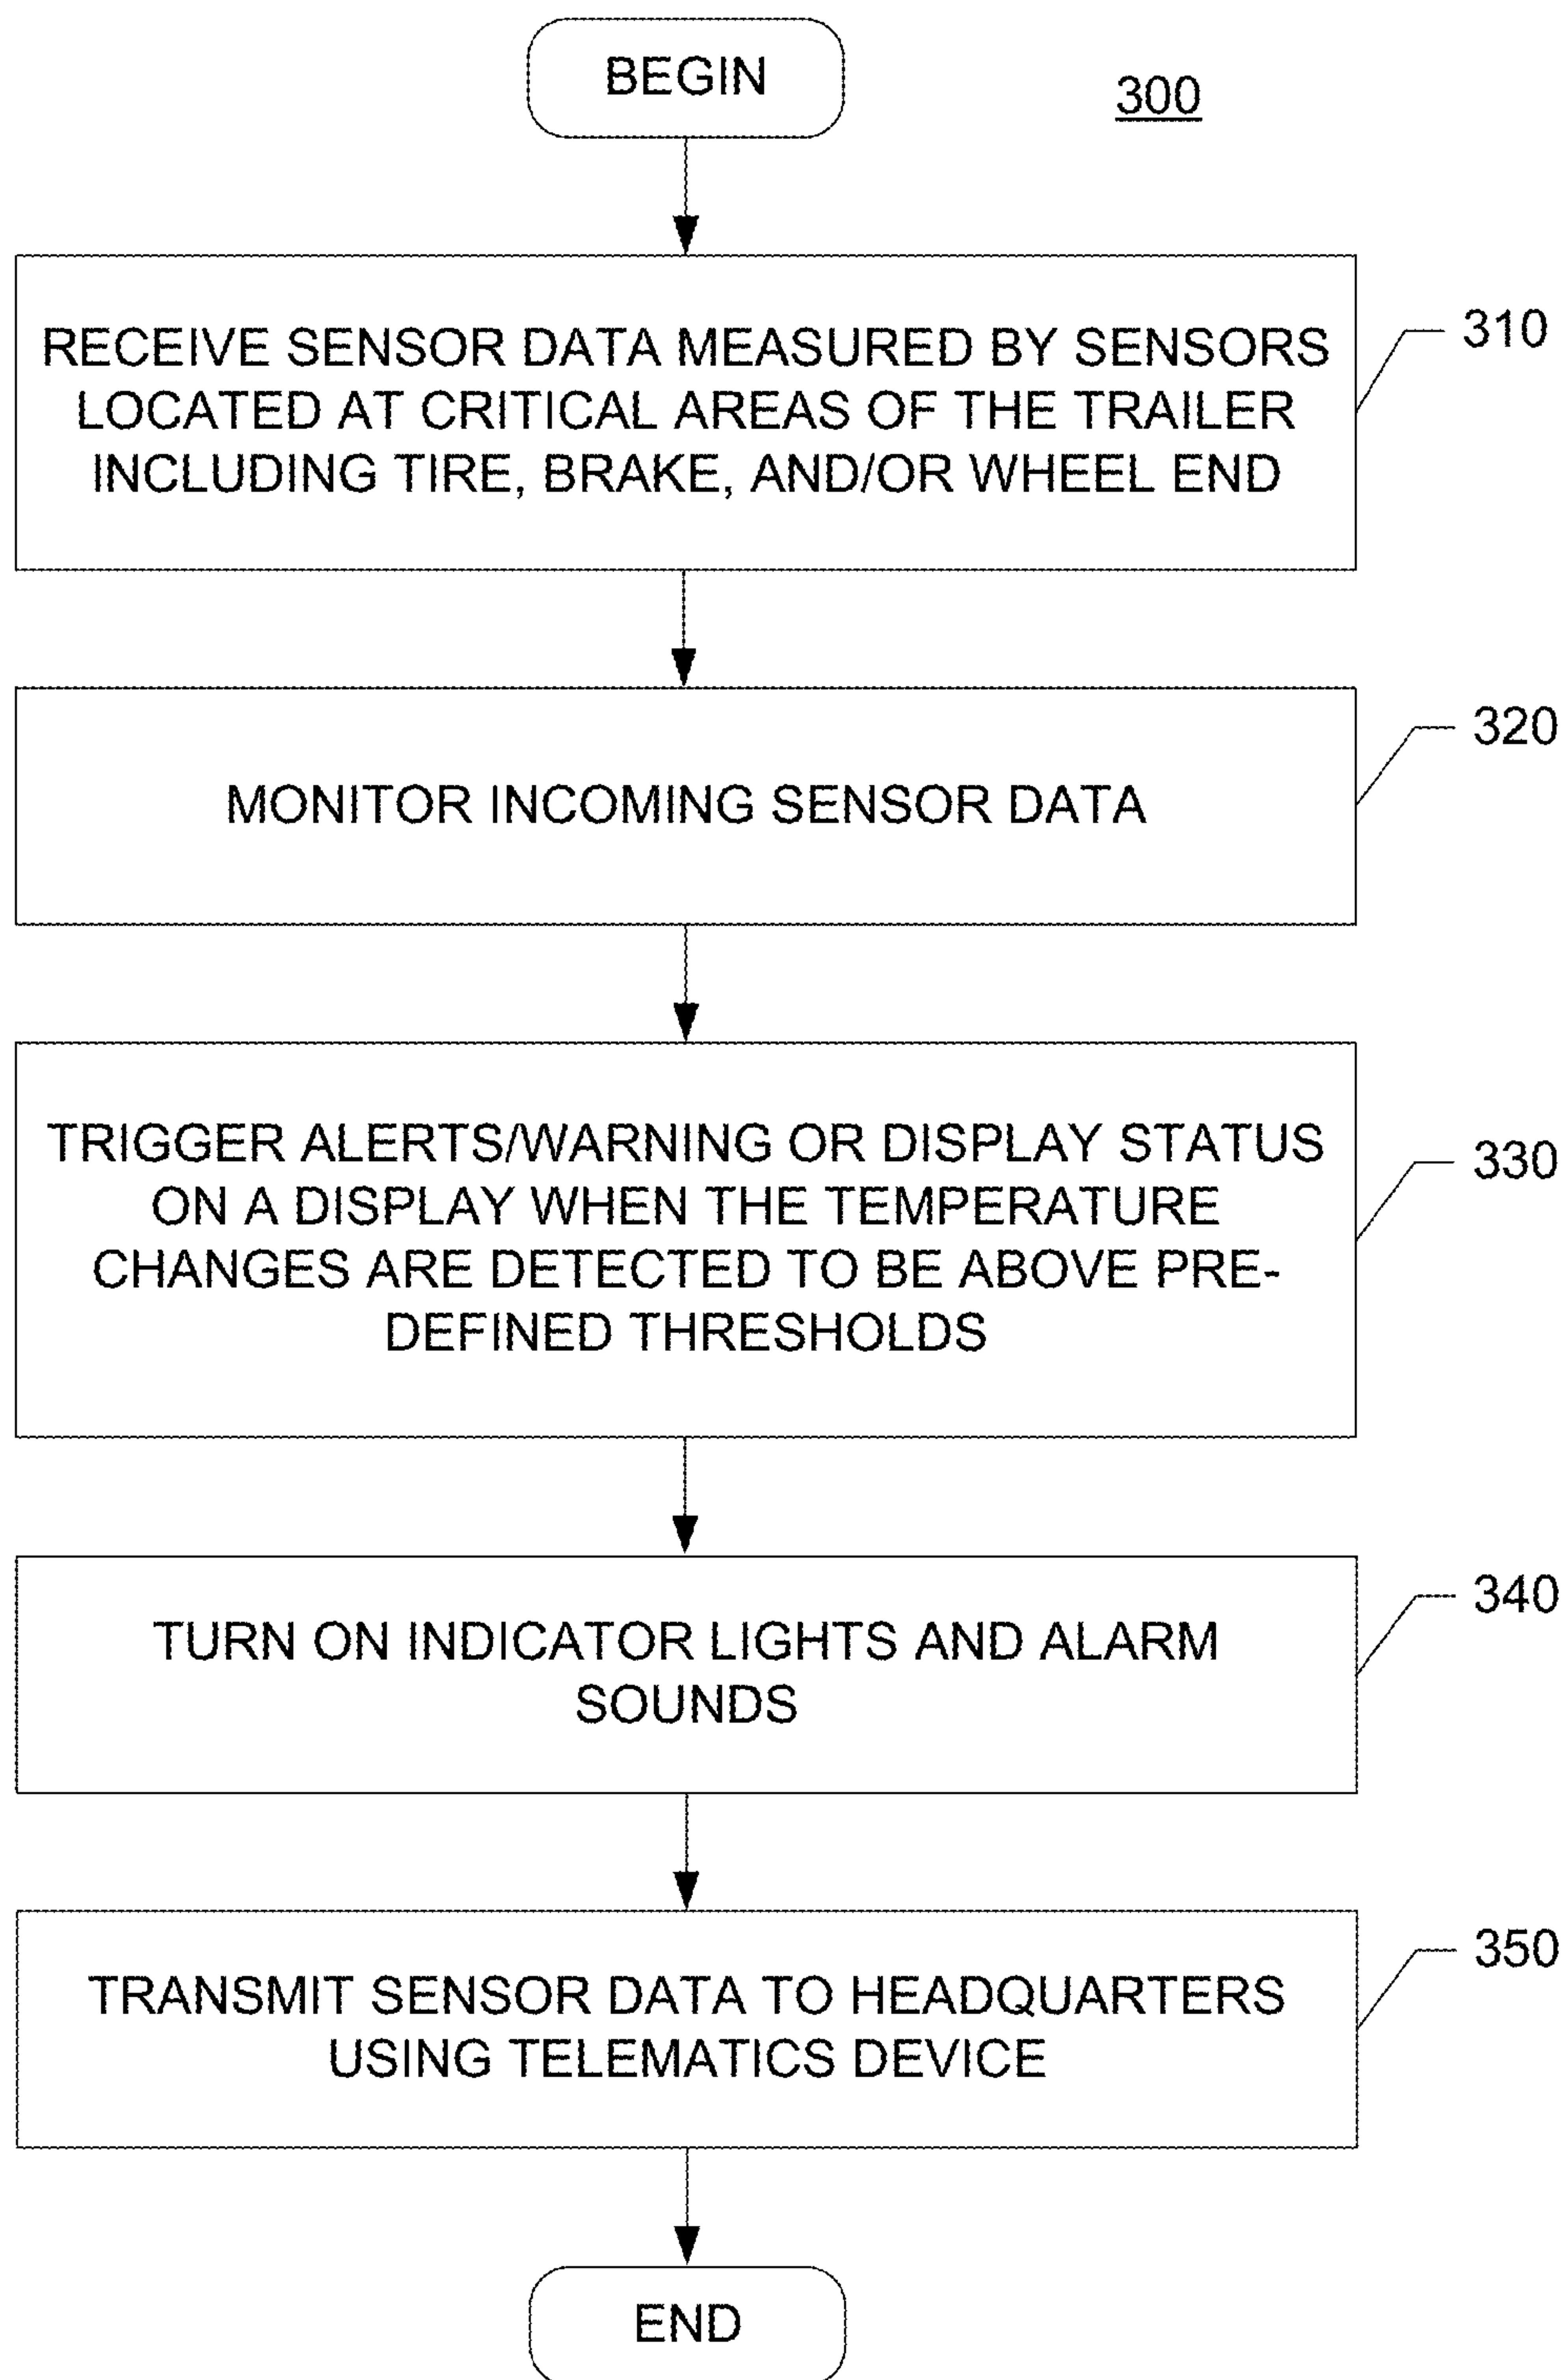 BEGIN
300
RECEIVE SENSOR DATA MEASURED BY SENSORS
LOCATED AT CRITICAL AREAS OF THE TRAILER
INCLUDING TIRE, BRAKE, AND/OR WHEEL END
310
MONITOR INCOMING SENSOR DATA
320
TRIGGER ALERTS/WARNING OR DISPLAY STATUS
ON A DISPLAY WHEN THE TEMPERATURE
CHANGES ARE DETECTED TO BE ABOVE PRE-
DEFINED THRESHOLDS
330
TURN ON INDICATOR LIGHTS AND ALARM
SOUNDS
340
TRANSMIT SENSOR DATA TO HEADQUARTERS
USING TELEMATICS DEVICE
350
END